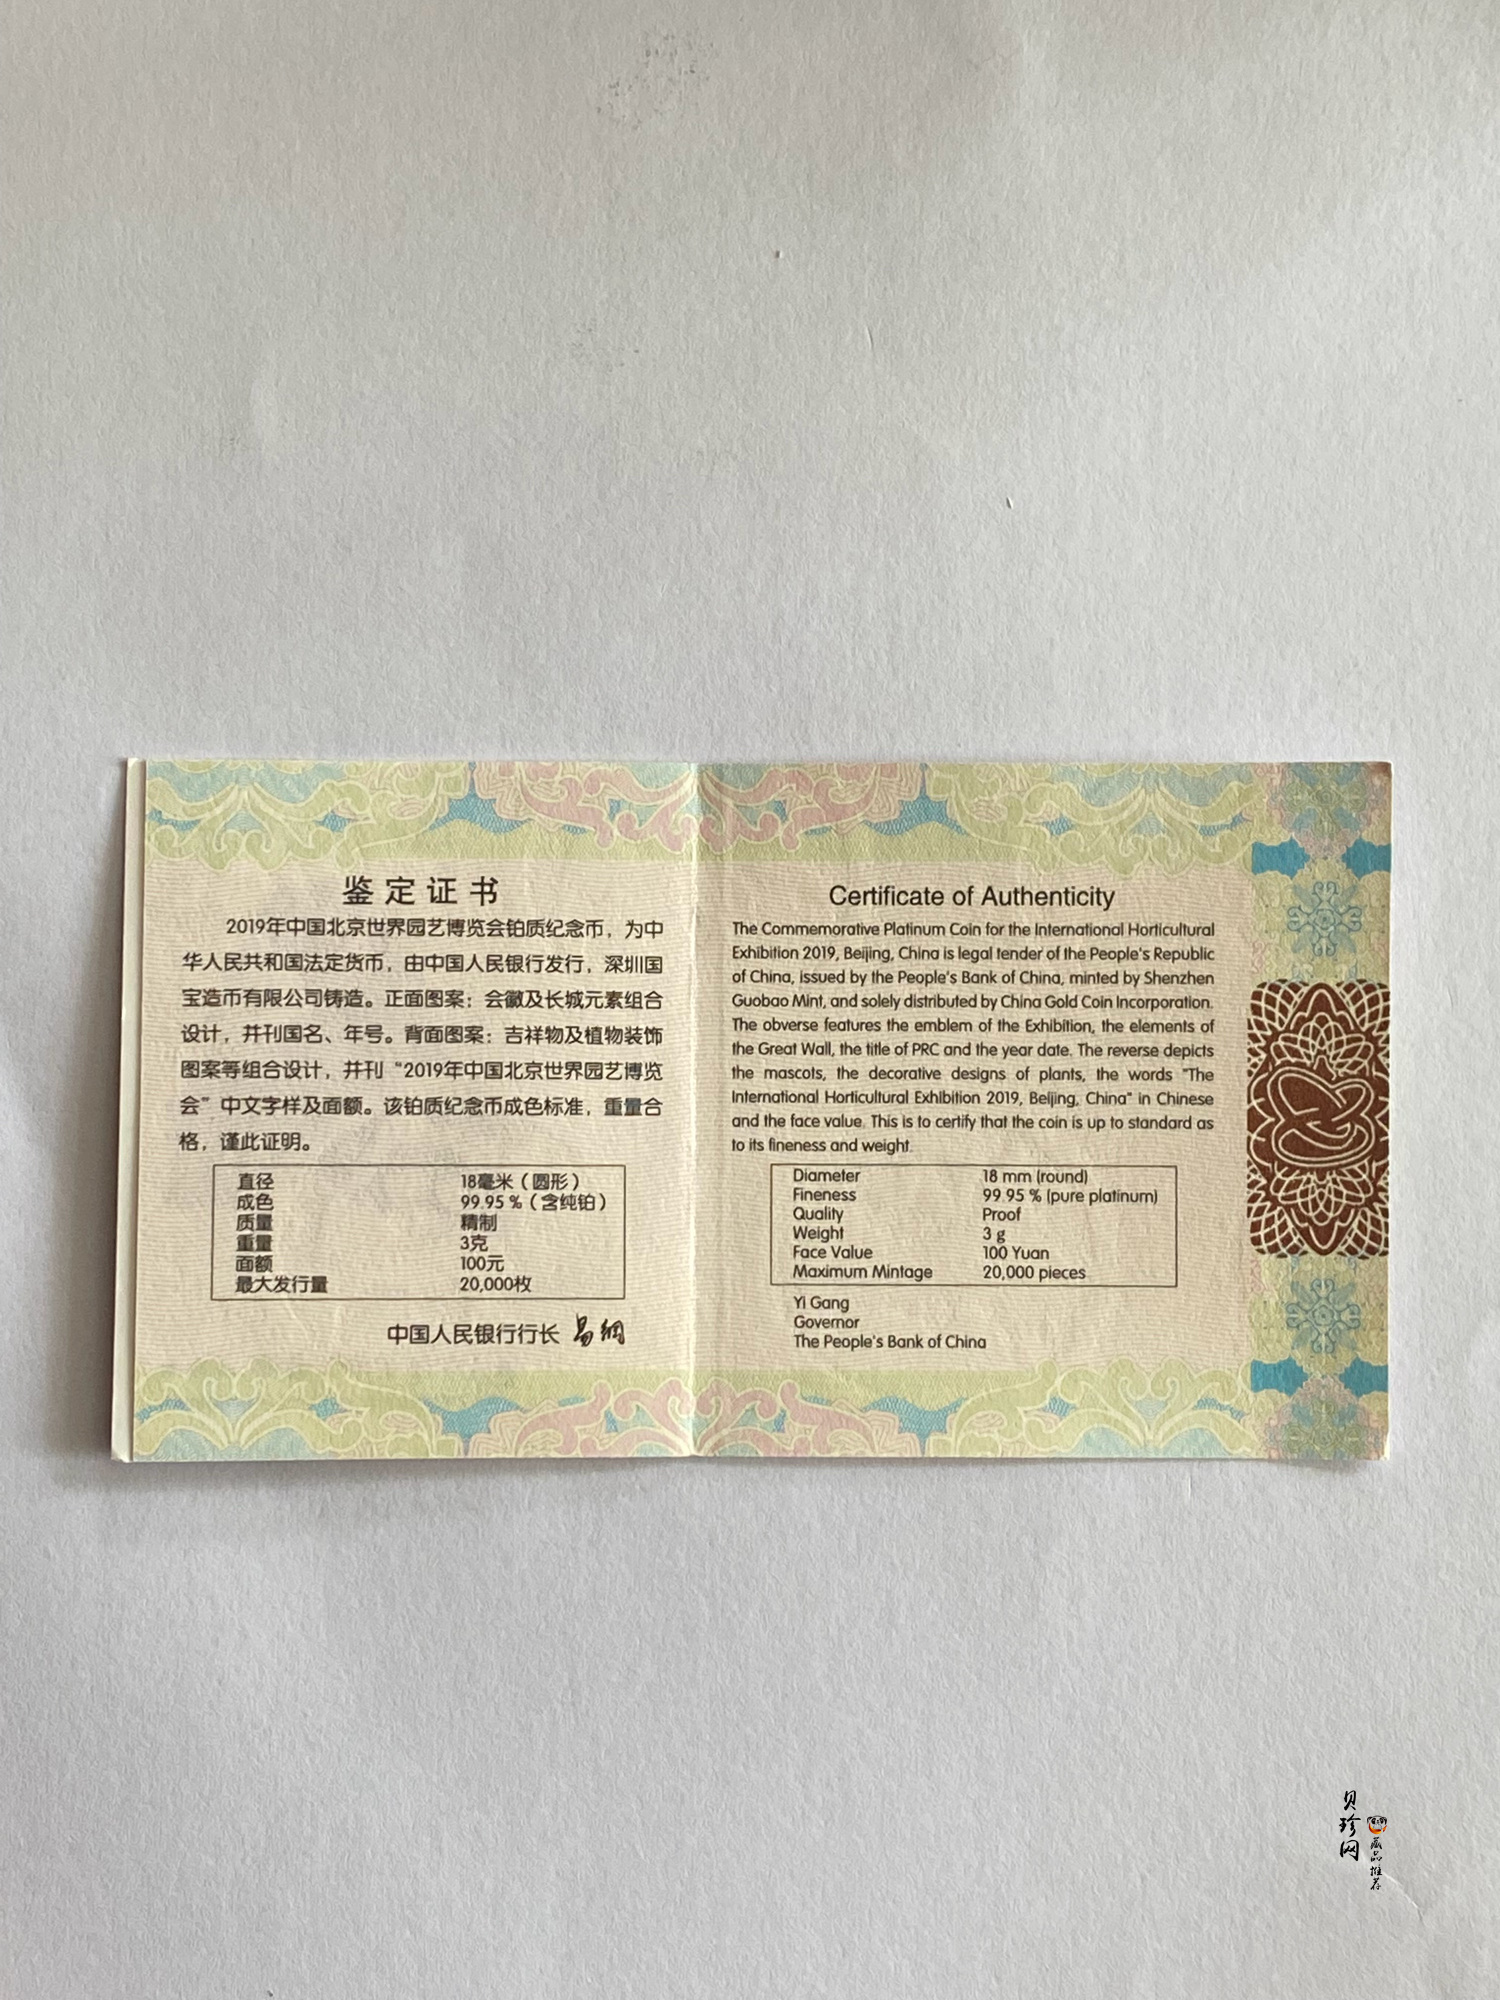 鉴定证书
2019年中国北京世界园艺博览会铂质纪念币，为中
华人民共和国法定货币，由中国人民银行发行，深圳国
宝造币有限公司铸造。正面图案：会徽及长城元素组合
设计，并刊国名、年号。背面图案：吉祥物及植物装饰
图案等组合设计，并刊“2019年中国北京世界园艺博览
会”中文字样及面额。该铂质纪念币成色标准，重量合
格，谨此证明。
直径 18毫米（圆形）
成色 99.95％（含纯铂）
质量 精制
重量 3克
面额 100元
最大发行量 20,000枚
中国人民银行行长 易纲
Certificate of Authenticity
The Commemorative Platinum Coin for the International Horticultural
Exhibition 2019, Beijing, China is legal tender of the People's Republic
of China, issued by the People's Bank of China, minted by Shenzhen
Guobao Mint, and solely distributed by China Gold Coin Incorporation.
The obverse features the emblem of the Exhibition, the elements of
the Great Wall, the title of PRC and the year date. The reverse depicts
the mascots, the decorative designs of plants, the words "The
International Horticultural Exhibition 2019, Beijing, China" in Chinese
and the face value. This is to certify that the coin is up to standard as
to its fineness and weight.
Diameter 18 mm (round)
Fineness 99.95 % (pure platinum)
Quality Proof
Weight 3 g
Face Value 100 Yuan
Maximum Mintage 20,000 pieces
Yi Gang
Governor
The People's Bank of China
贝珍网
藏品推荐